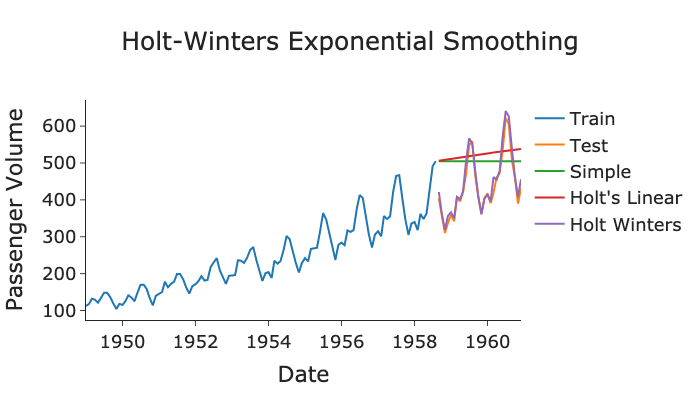 Holt-Winters Exponential Smoothing
Passenger Volume
600
500
400
300
200
100
1950 1952 1954 1956 1958 1960
Date
Train
Test
Simple
Holt's Linear
Holt Winters